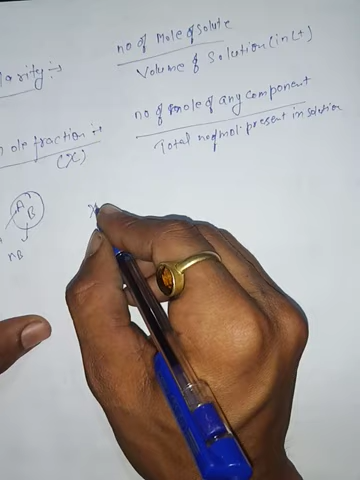 larity :→ no of Mole of Solute
Volume of Solution (in Lt)
ole fraction :→ no of mole of any component
(X) Total no of mol. present in solution
A
B
nB